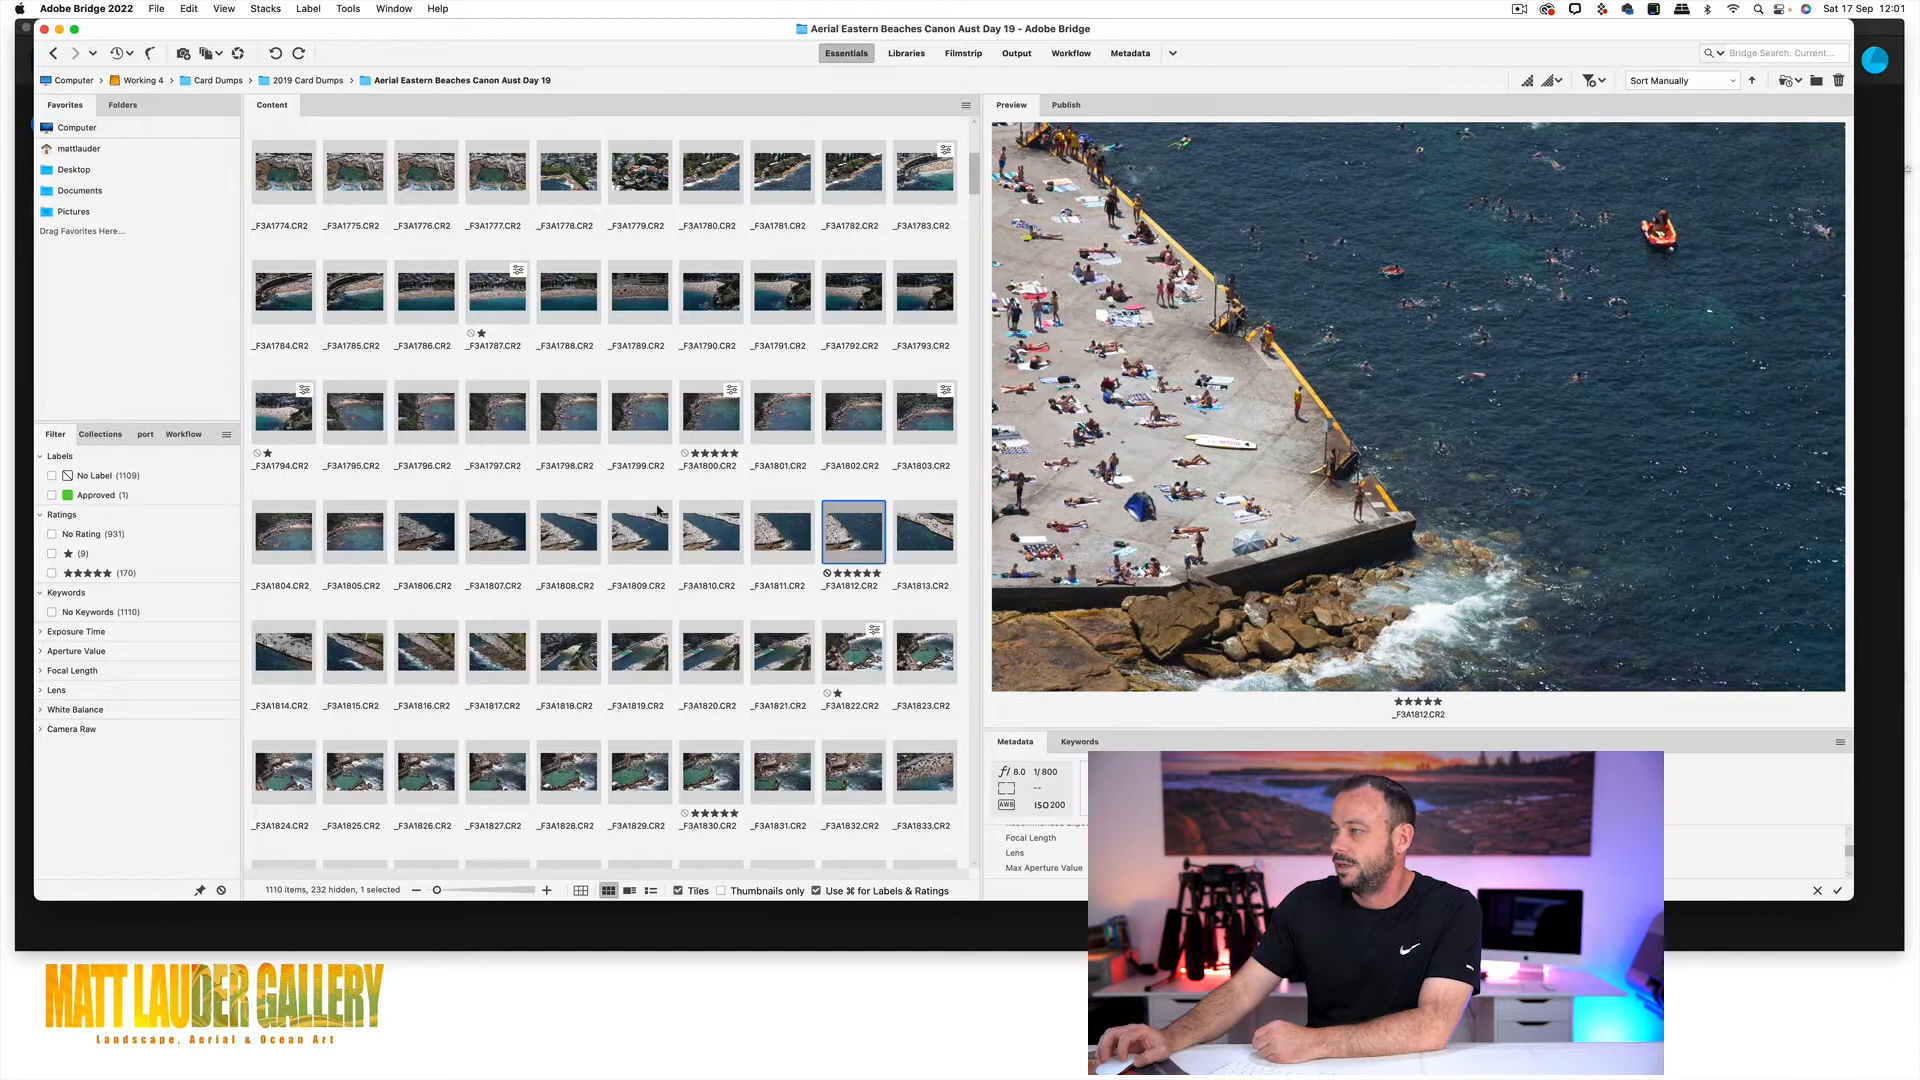 Adobe Bridge 2022 File Edit View Stacks Label Tools Window Help Sat 17 Sep 12:01
Aerial Eastern Beaches Canon Aust Day 19 - Adobe Bridge
Essentials Libraries Filmstrip Output Workflow Metadata Bridge Search: Current...
Computer Working 4 Card Dumps 2019 Card Dumps Aerial Eastern Beaches Canon Aust Day 19 Sort Manually
Favorites Folders Content Preview Publish
Computer
mattlauder
Desktop
Documents
Pictures
Drag Favorites Here...
_F3A1774.CR2 _F3A1775.CR2 _F3A1776.CR2 _F3A1777.CR2 _F3A1778.CR2 _F3A1779.CR2 _F3A1780.CR2 _F3A1781.CR2 _F3A1782.CR2 _F3A1783.CR2
_F3A1784.CR2 _F3A1785.CR2 _F3A1786.CR2 _F3A1787.CR2 _F3A1788.CR2 _F3A1789.CR2 _F3A1790.CR2 _F3A1791.CR2 _F3A1792.CR2 _F3A1793.CR2
_F3A1794.CR2 _F3A1795.CR2 _F3A1796.CR2 _F3A1797.CR2 _F3A1798.CR2 _F3A1799.CR2 _F3A1800.CR2 _F3A1801.CR2 _F3A1802.CR2 _F3A1803.CR2
_F3A1804.CR2 _F3A1805.CR2 _F3A1806.CR2 _F3A1807.CR2 _F3A1808.CR2 _F3A1809.CR2 _F3A1810.CR2 _F3A1811.CR2 _F3A1812.CR2 _F3A1813.CR2
_F3A1814.CR2 _F3A1815.CR2 _F3A1816.CR2 _F3A1817.CR2 _F3A1818.CR2 _F3A1819.CR2 _F3A1820.CR2 _F3A1821.CR2 _F3A1822.CR2 _F3A1823.CR2
_F3A1824.CR2 _F3A1825.CR2 _F3A1826.CR2 _F3A1827.CR2 _F3A1828.CR2 _F3A1829.CR2 _F3A1830.CR2 _F3A1831.CR2 _F3A1832.CR2 _F3A1833.CR2
Filter Collections port Workflow
Labels
No Label (1109)
Approved (1)
Ratings
No Rating (931)
★ (9)
★★★★★ (170)
Keywords
No Keywords (1110)
Exposure Time
Aperture Value
Focal Length
Lens
White Balance
Camera Raw
1110 items, 232 hidden, 1 selected Tiles Thumbnails only Use ⌘ for Labels & Ratings
★★★★★
_F3A1812.CR2
Metadata Keywords
ƒ/ 8.0 1/800
--
AWB ISO200
Focal Length
Lens
Max Aperture Value
MATT LAUDER GALLERY
Landscape, Aerial & Ocean Art